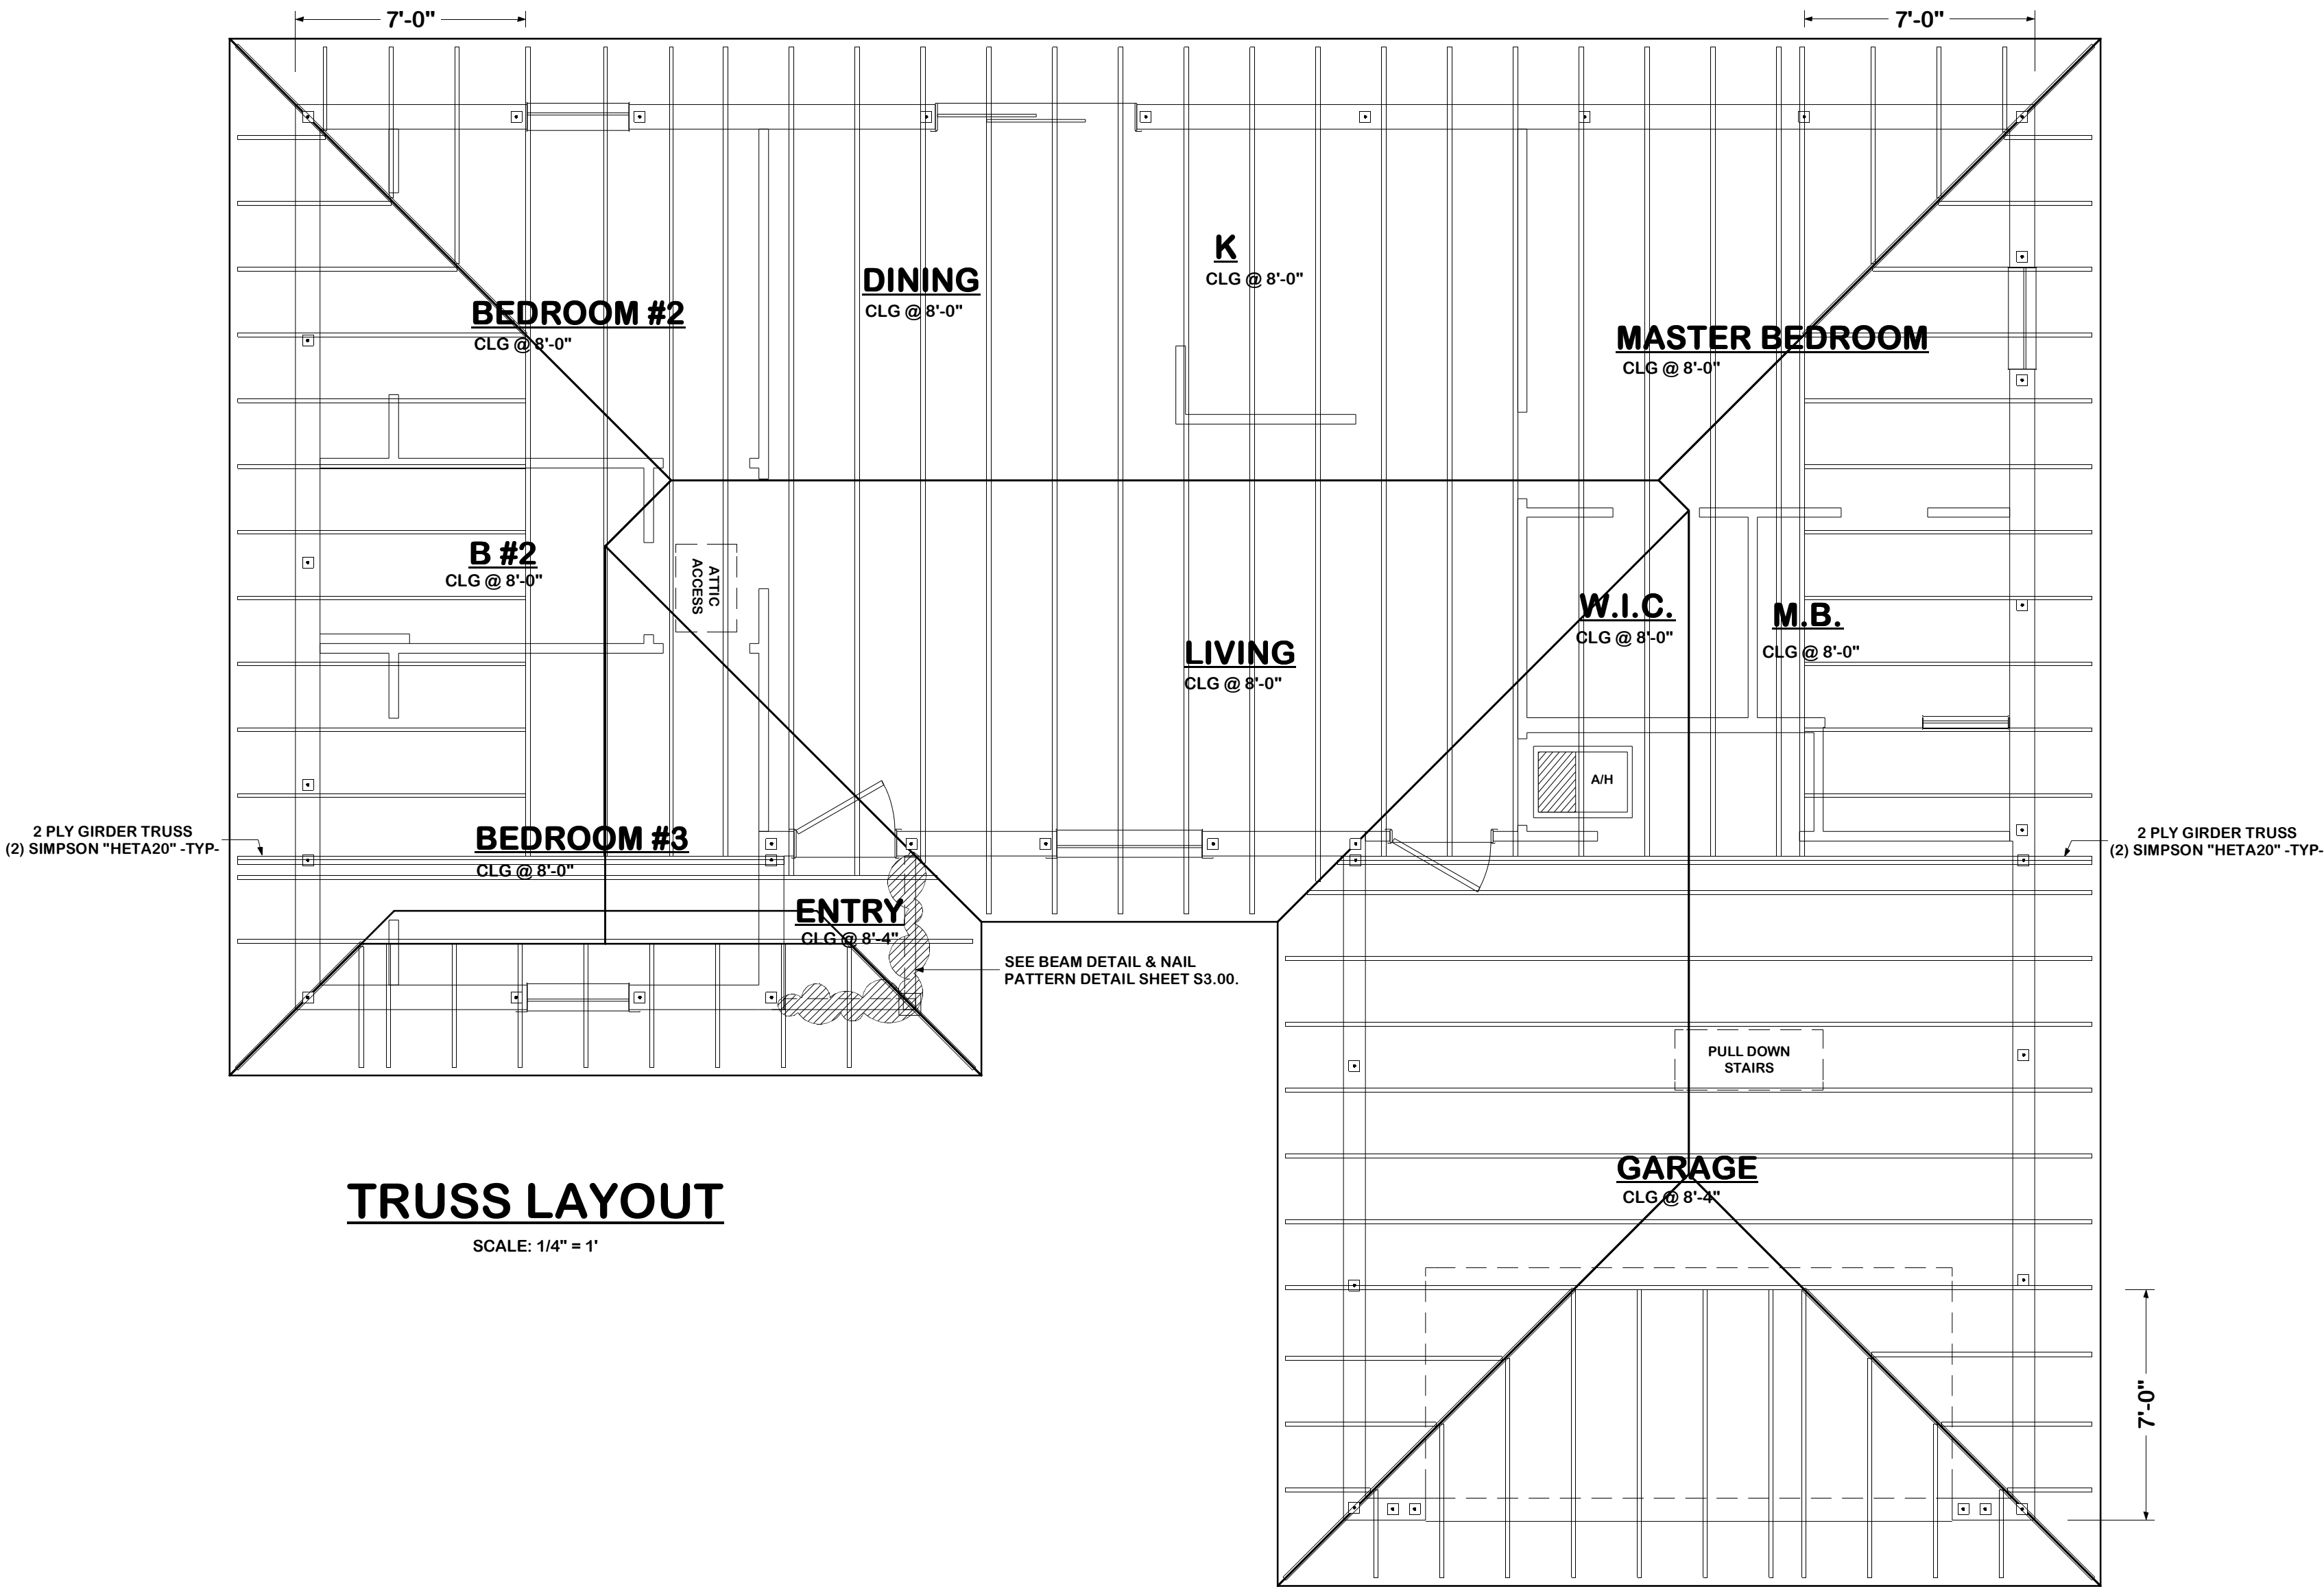 7'-0"
7'-0"
K
CLG @ 8'-0"
DINING
CLG @ 8'-0"
BEDROOM #2
CLG @ 8'-0"
MASTER BEDROOM
CLG @ 8'-0"
B #2
CLG @ 8'-0"
ATTIC
ACCESS
W.I.C.
CLG @ 8'-0"
M.B.
CLG @ 8'-0"
LIVING
CLG @ 8'-0"
A/H
2 PLY GIRDER TRUSS
(2) SIMPSON "HETA20" -TYP-
BEDROOM #3
CLG @ 8'-0"
2 PLY GIRDER TRUSS
(2) SIMPSON "HETA20" -TYP-
ENTRY
CLG @ 8'-4"
SEE BEAM DETAIL & NAIL
PATTERN DETAIL SHEET S3.00.
PULL DOWN
STAIRS
GARAGE
CLG @ 8'-4"
TRUSS LAYOUT
SCALE: 1/4" = 1'
7'-0"